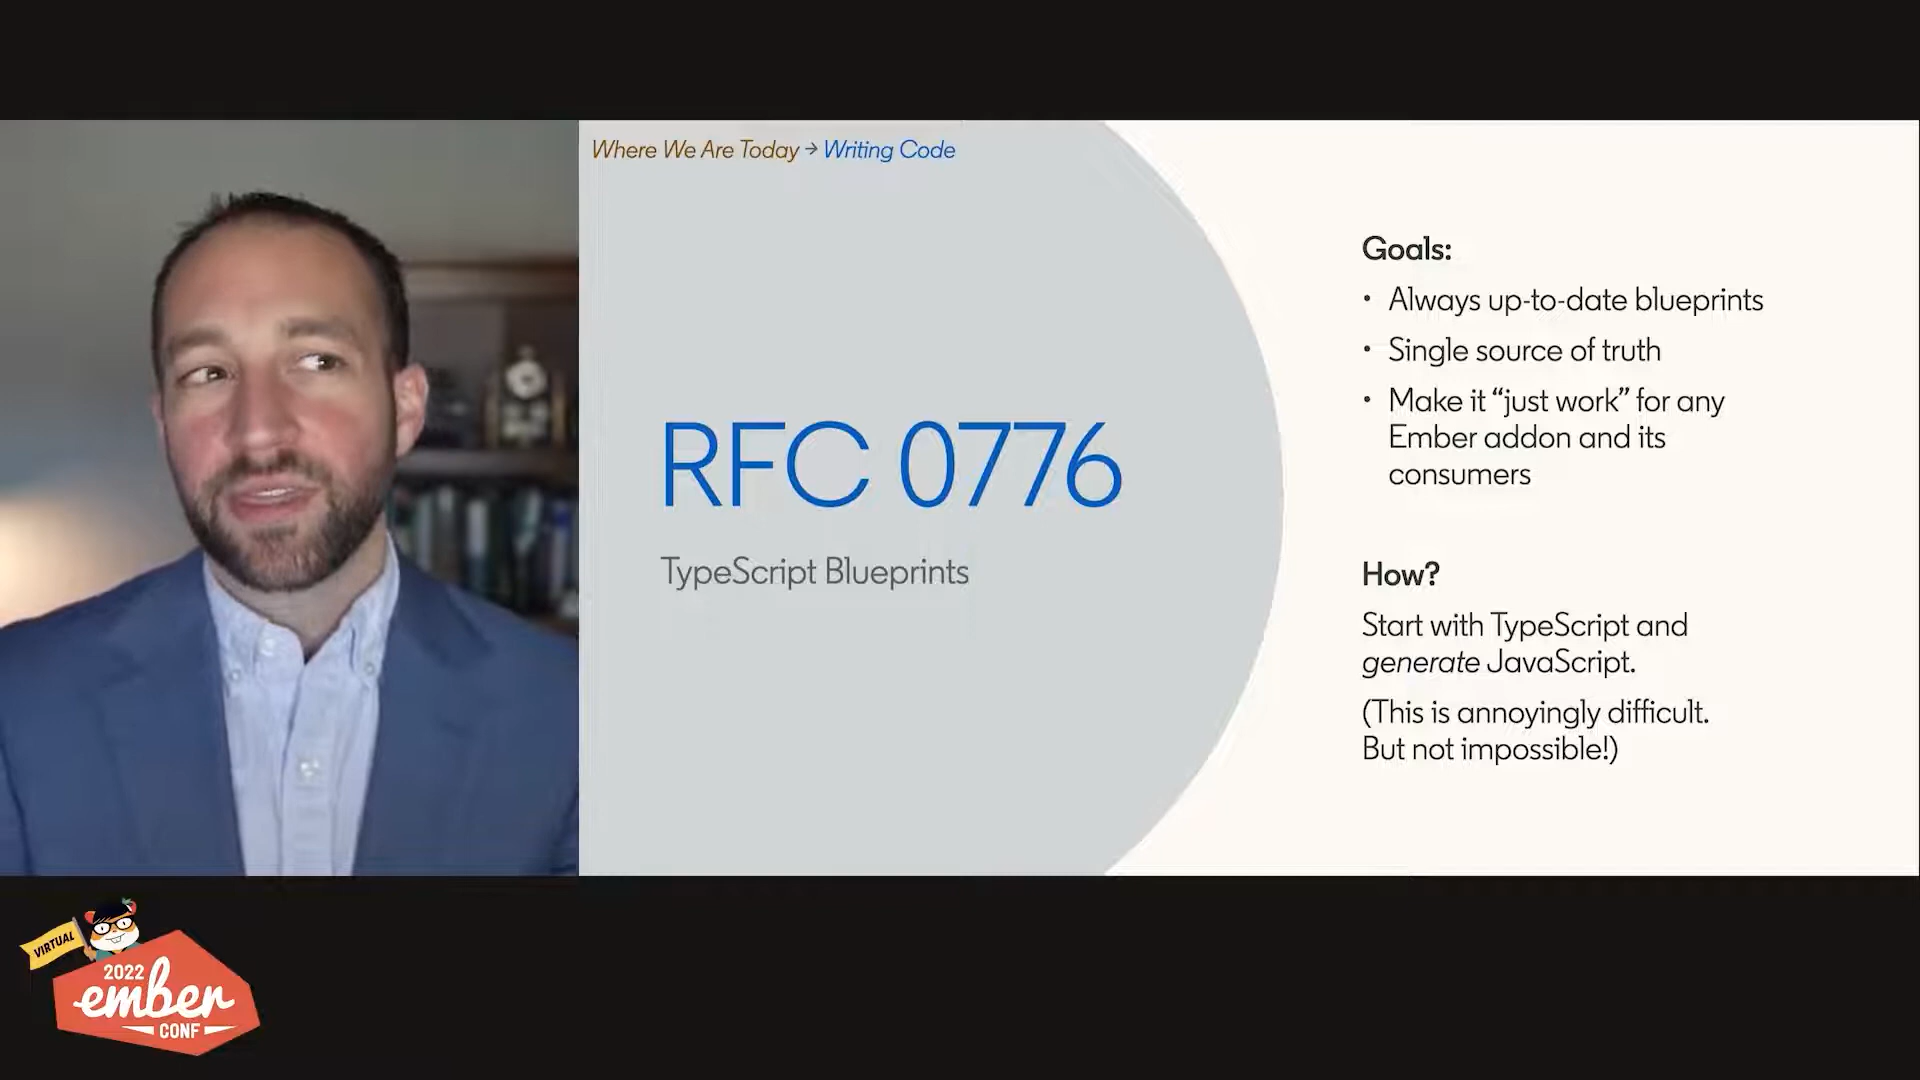 Where We Are Today → Writing Code
RFC 0776
TypeScript Blueprints
Goals:
• Always up-to-date blueprints
• Single source of truth
• Make it “just work” for any
Ember addon and its
consumers
How?
Start with TypeScript and
generate JavaScript.
(This is annoyingly difficult.
But not impossible!)
VIRTUAL
2022
ember
CONF